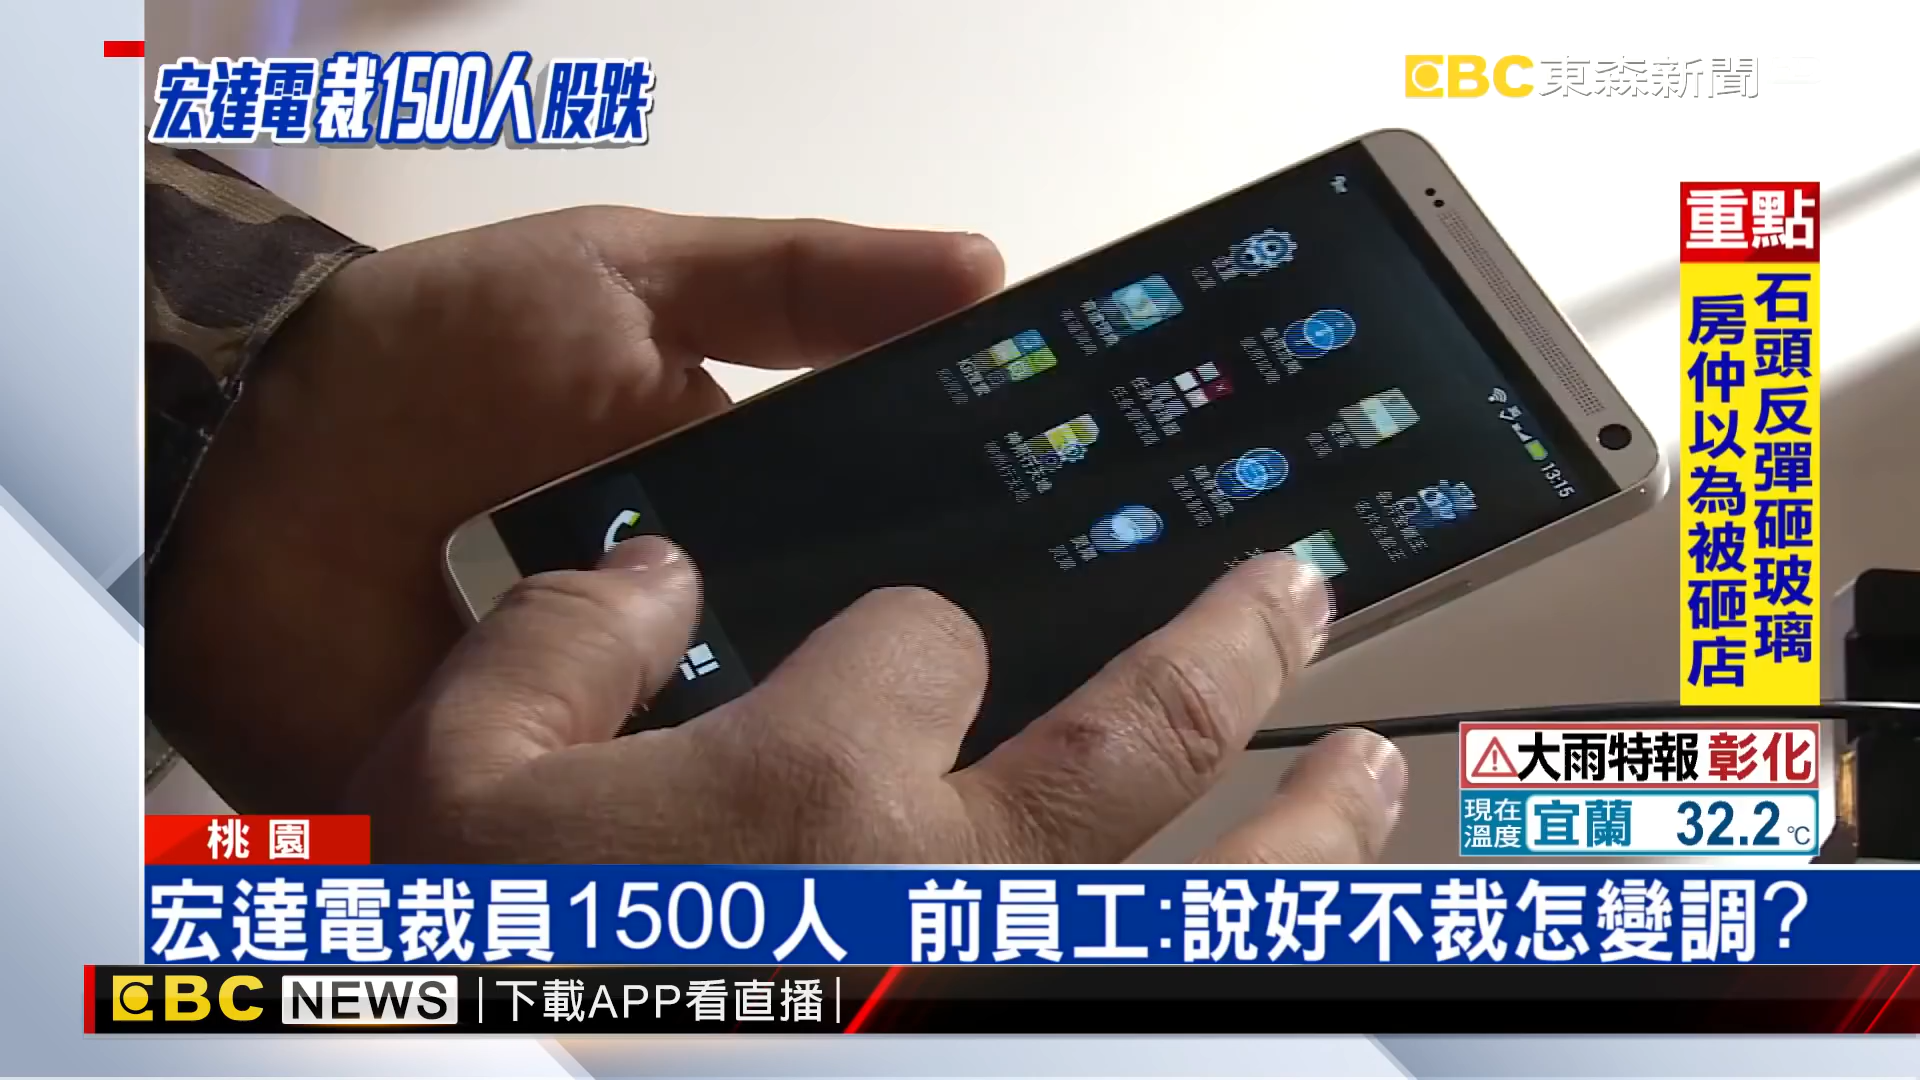 宏達電裁1500人股跌
EBC東森新聞
重點
石頭反彈砸玻璃
房仲以為被砸店
大雨特報 彰化
現在溫度 宜蘭 32.2℃
13:15
桃園
宏達電裁員1500人 前員工:說好不裁怎變調?
EBC NEWS 下載APP看直播